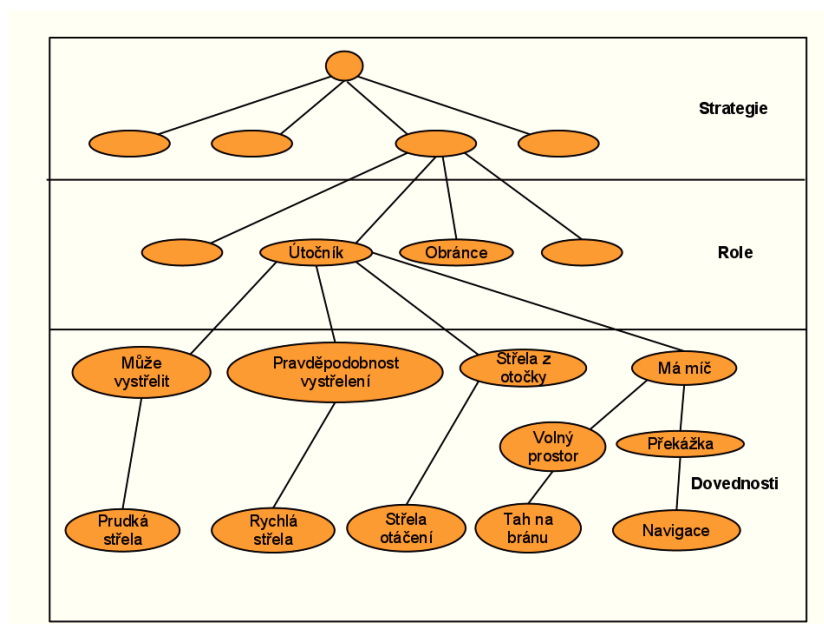 Strategie
Útočník
Obránce
Role
Může
vystřelit
Pravděpodobnost
vystřelení
Střela z
otočky
Má míč
Volný
prostor
Překážka
Dovednosti
Prudká
střela
Rychlá
střela
Střela
otáčení
Tah na
bránu
Navigace